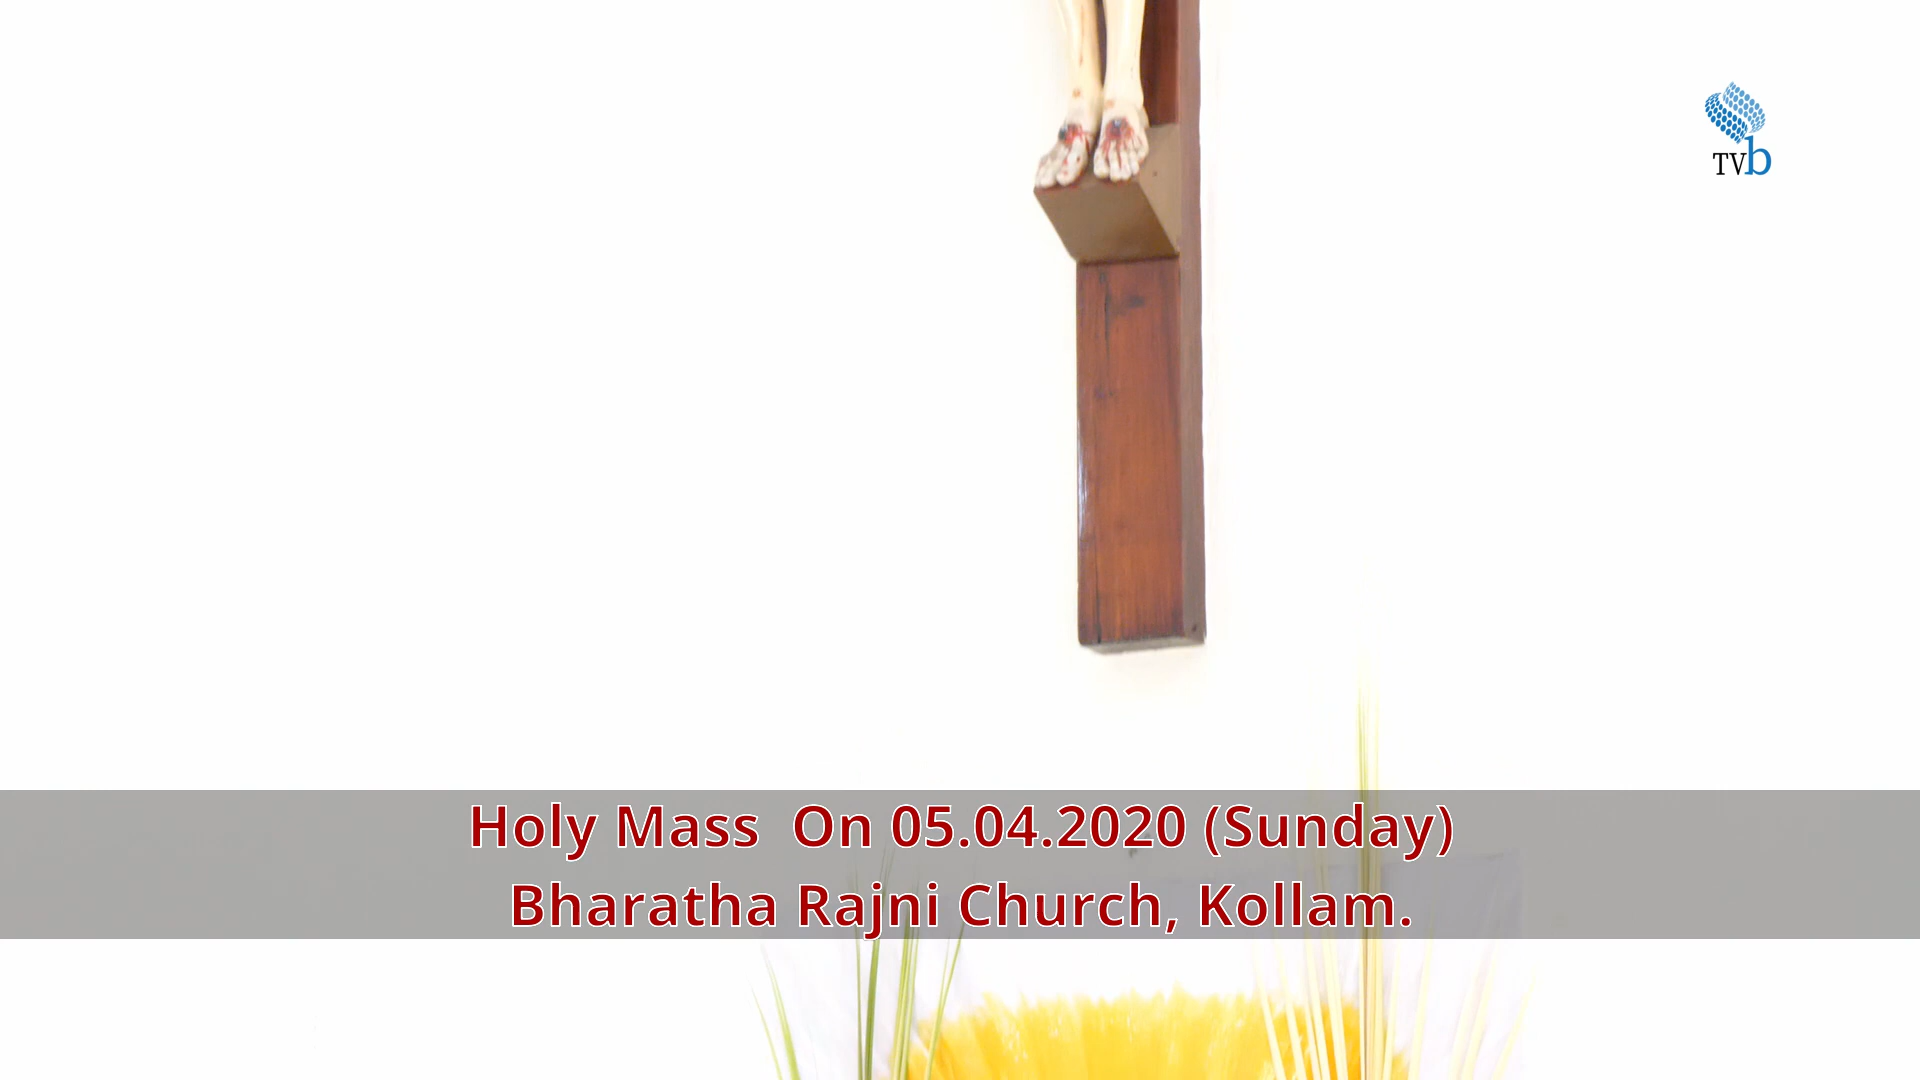 TVb
Holy Mass  On 05.04.2020 (Sunday)
Bharatha Rajni Church, Kollam.